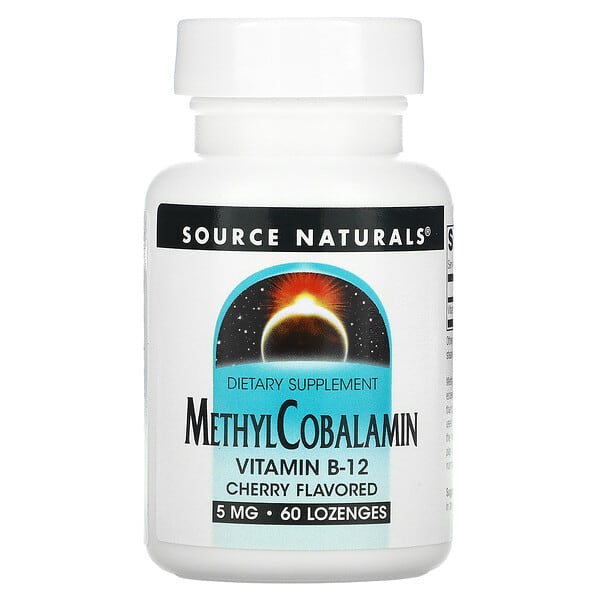 SOURCE NATURALS®
DIETARY SUPPLEMENT
METHYLCOBALAMIN
VITAMIN B-12
CHERRY FLAVORED
5 MG • 60 LOZENGES